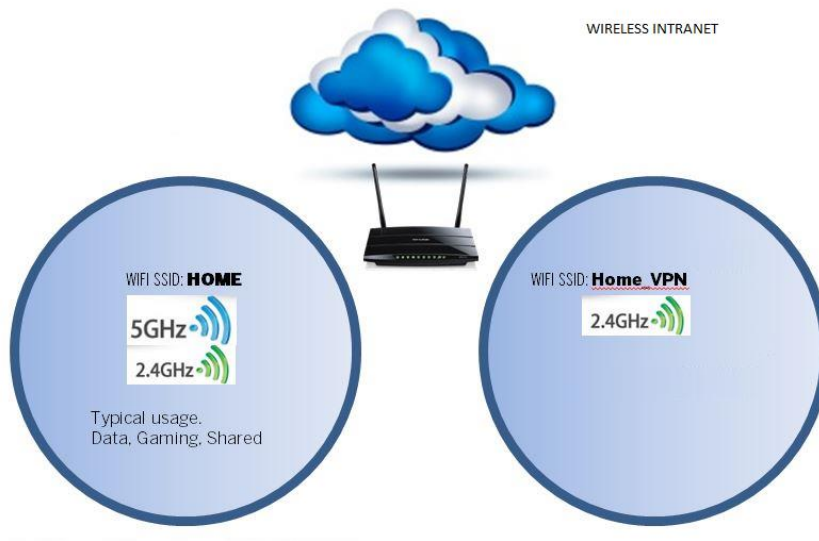 WIRELESS INTRANET
WIFI SSID: HOME
5GHz
2.4GHz
Typical usage.
Data, Gaming, Shared
WIFI SSID: Home_VPN
2.4GHz